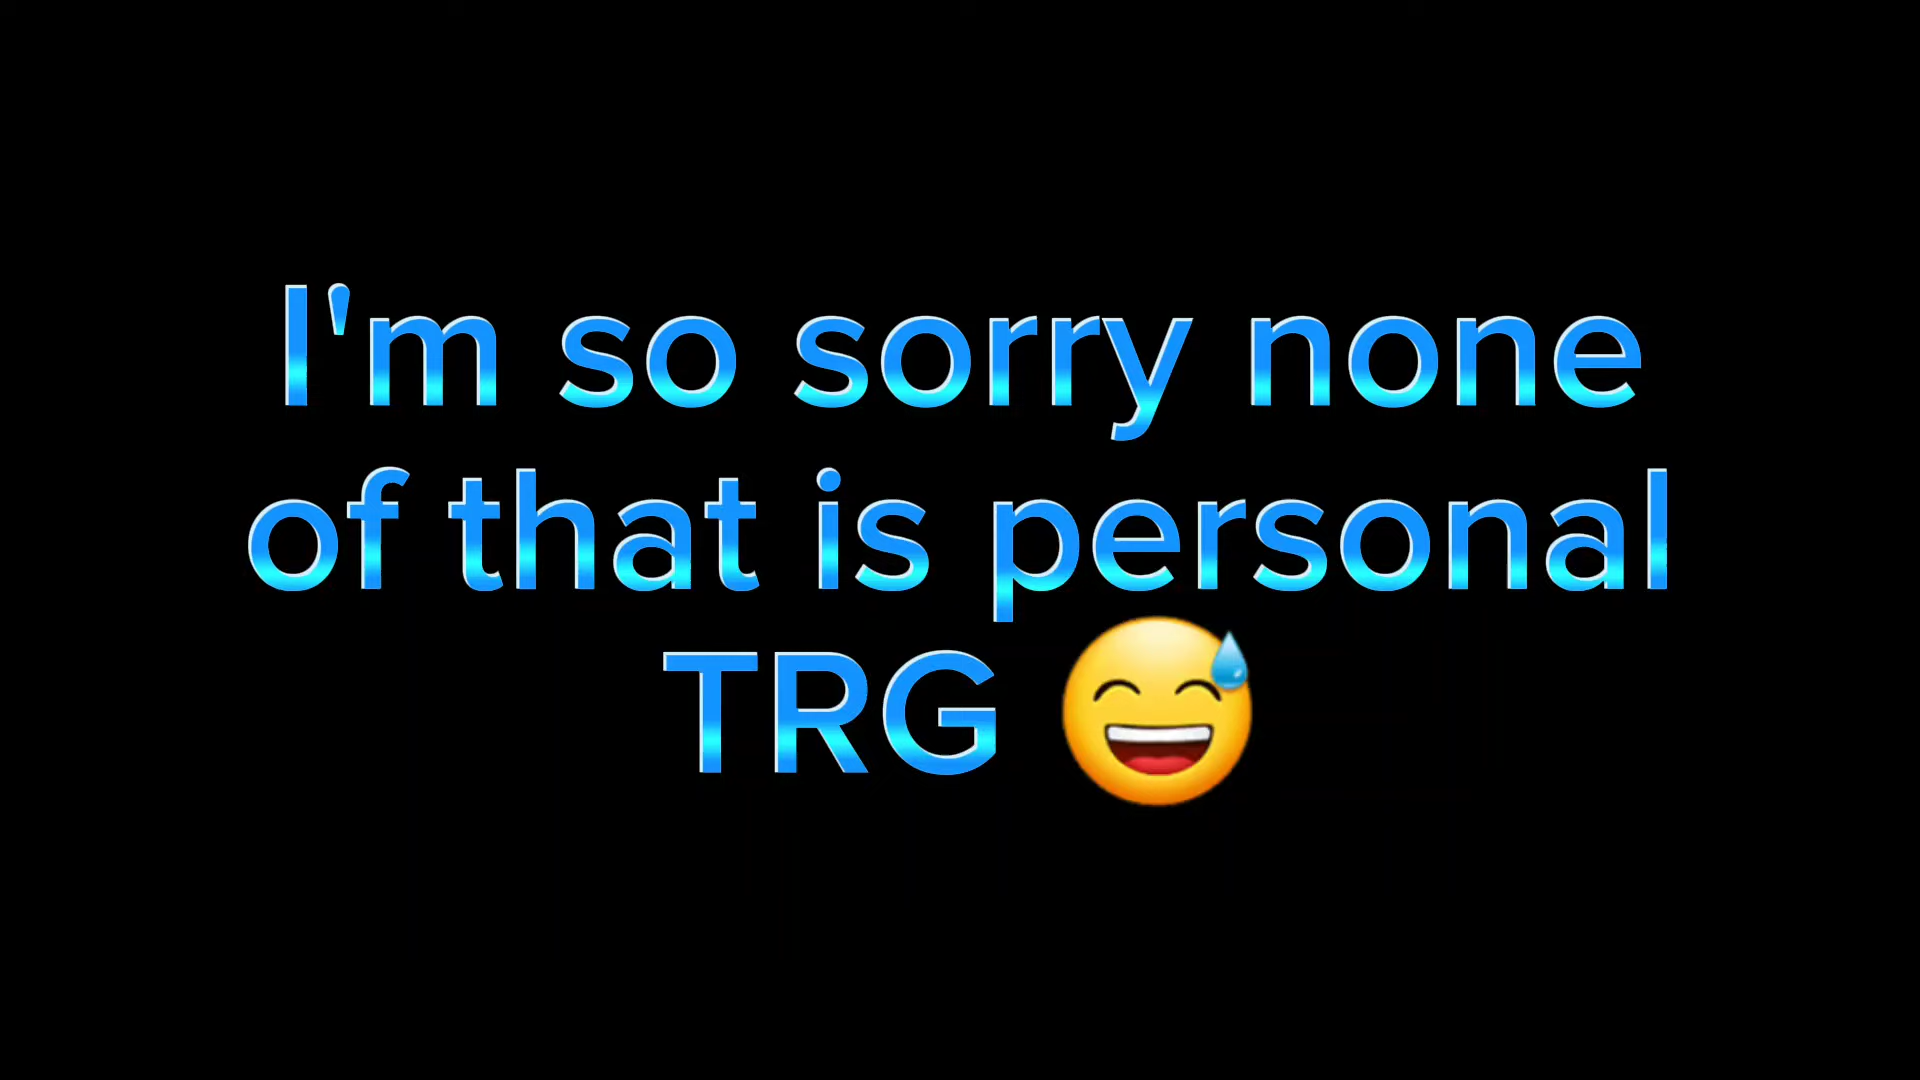 I'm so sorry none
of that is personal
TRG 😅